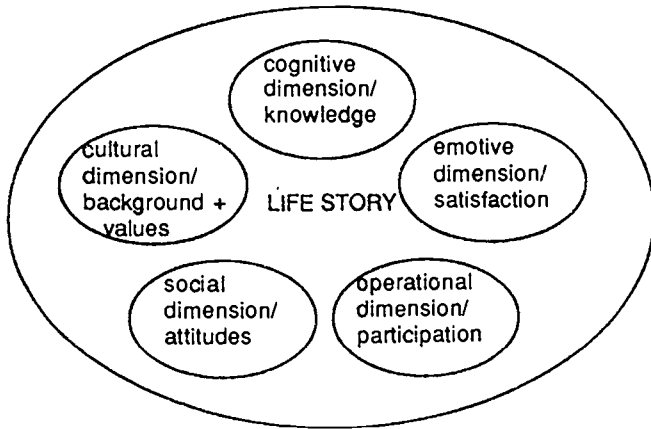 cognitive
dimension/
knowledge
cultural
dimension/
background +
values
LIFE STORY
emotive
dimension/
satisfaction
social
dimension/
attitudes
operational
dimension/
participation